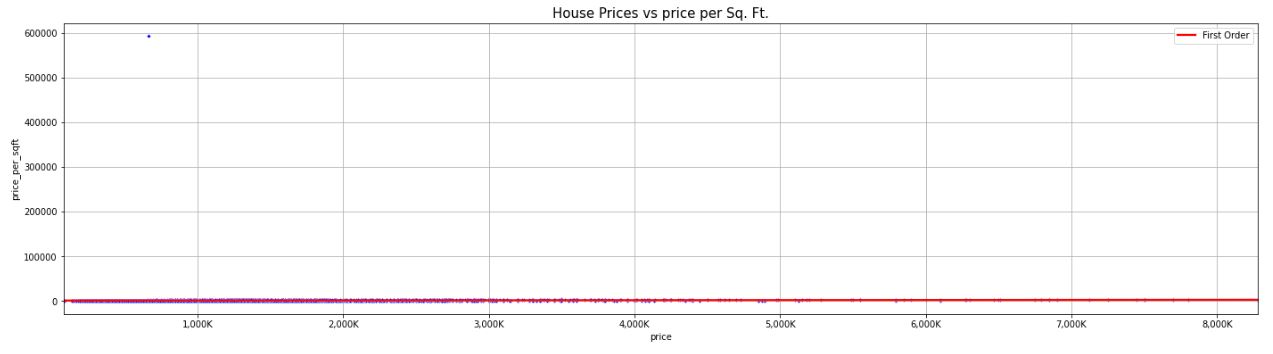 House Prices vs price per Sq. Ft.
First Order
600000
500000
400000
300000
200000
100000
0
price_per_sqft
1,000K 2,000K 3,000K 4,000K 5,000K 6,000K 7,000K 8,000K
price